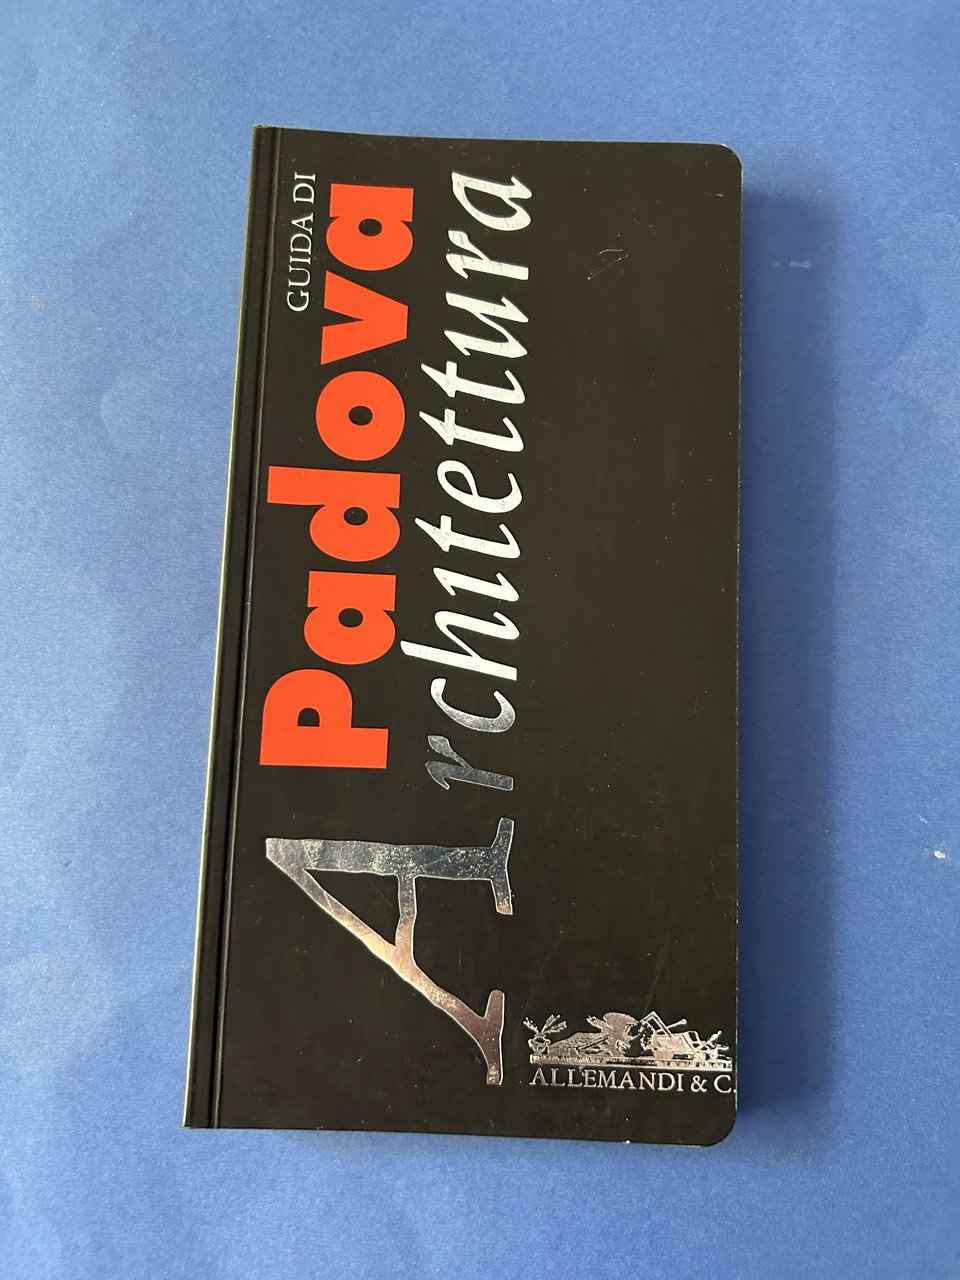 GUIDA DI
Padova
Architettura
ALLEMANDI & C.